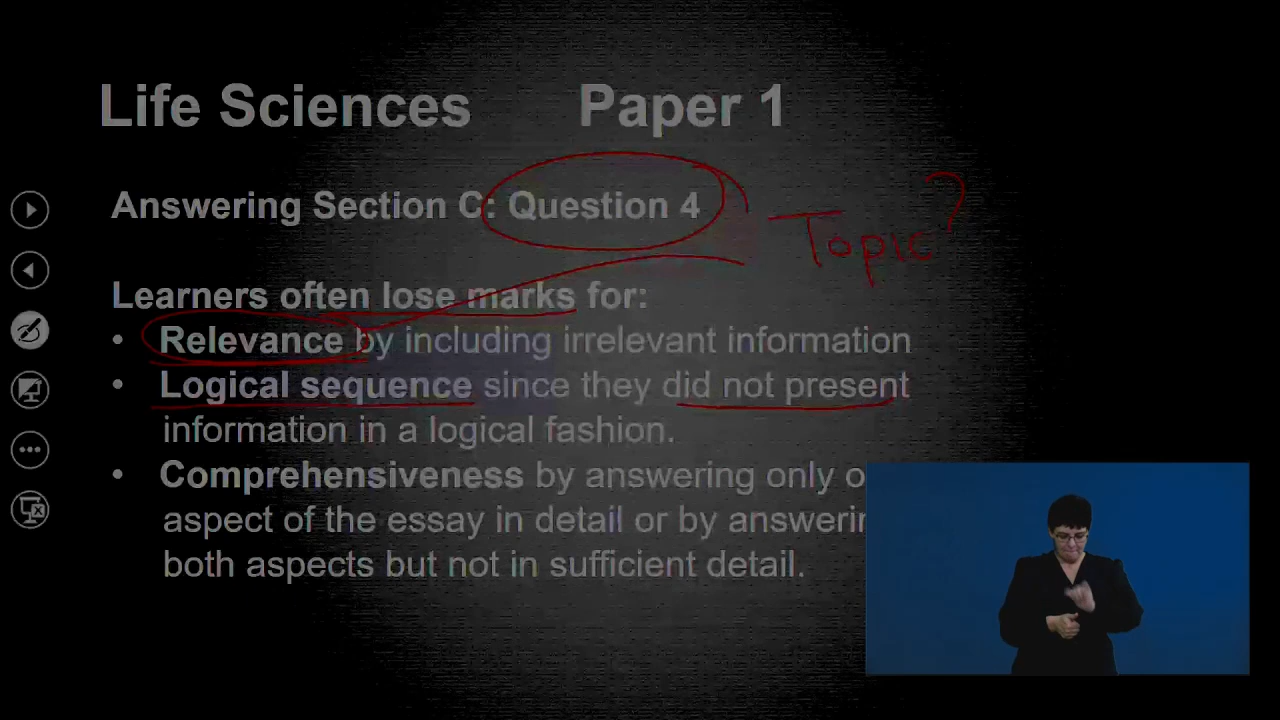 Life Sciences Paper 1
Answering Section C: Question 4
Topic?
Learners often lose marks for:
• Relevance by including irrelevant information
• Logical sequence since they did not present
information in a logical fashion.
• Comprehensiveness by answering only
aspect of the essay in detail or by
both aspects but not in sufficient detail.